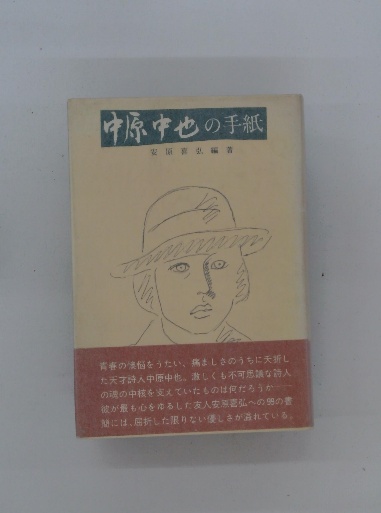 中原中也の手紙
安原喜弘編著
青春の懊悩をうたい、痛ましさのうちに夭折し
た天才詩人中原中也。激しくも不可思議な詩人
の魂の中核を支えていたものは何だろうか──
彼が最も心をゆるした友人安原喜弘への
の書
簡には、屈折した限りない優しさが溢れている。